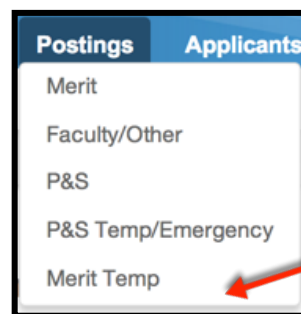 Postings Applicants
Merit
Faculty/Other
P&S
P&S Temp/Emergency
Merit Temp